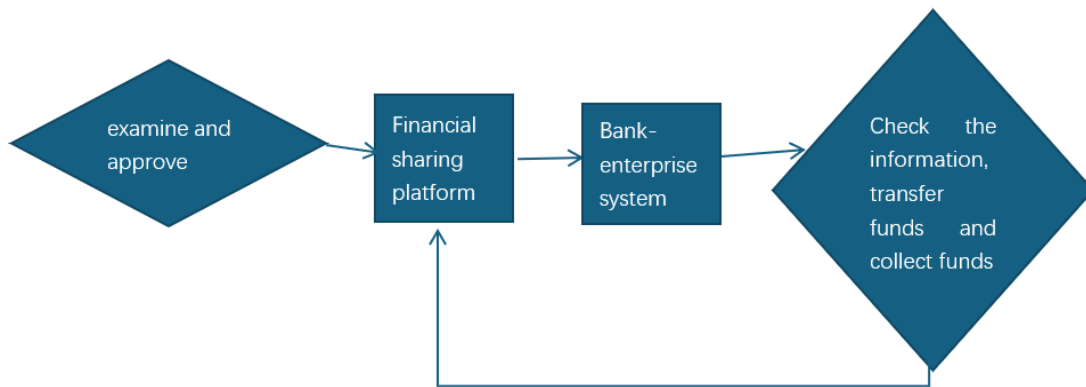 examine and
approve
Financial
sharing
platform
Bank-
enterprise
system
Check the
information,
transfer
funds and
collect funds